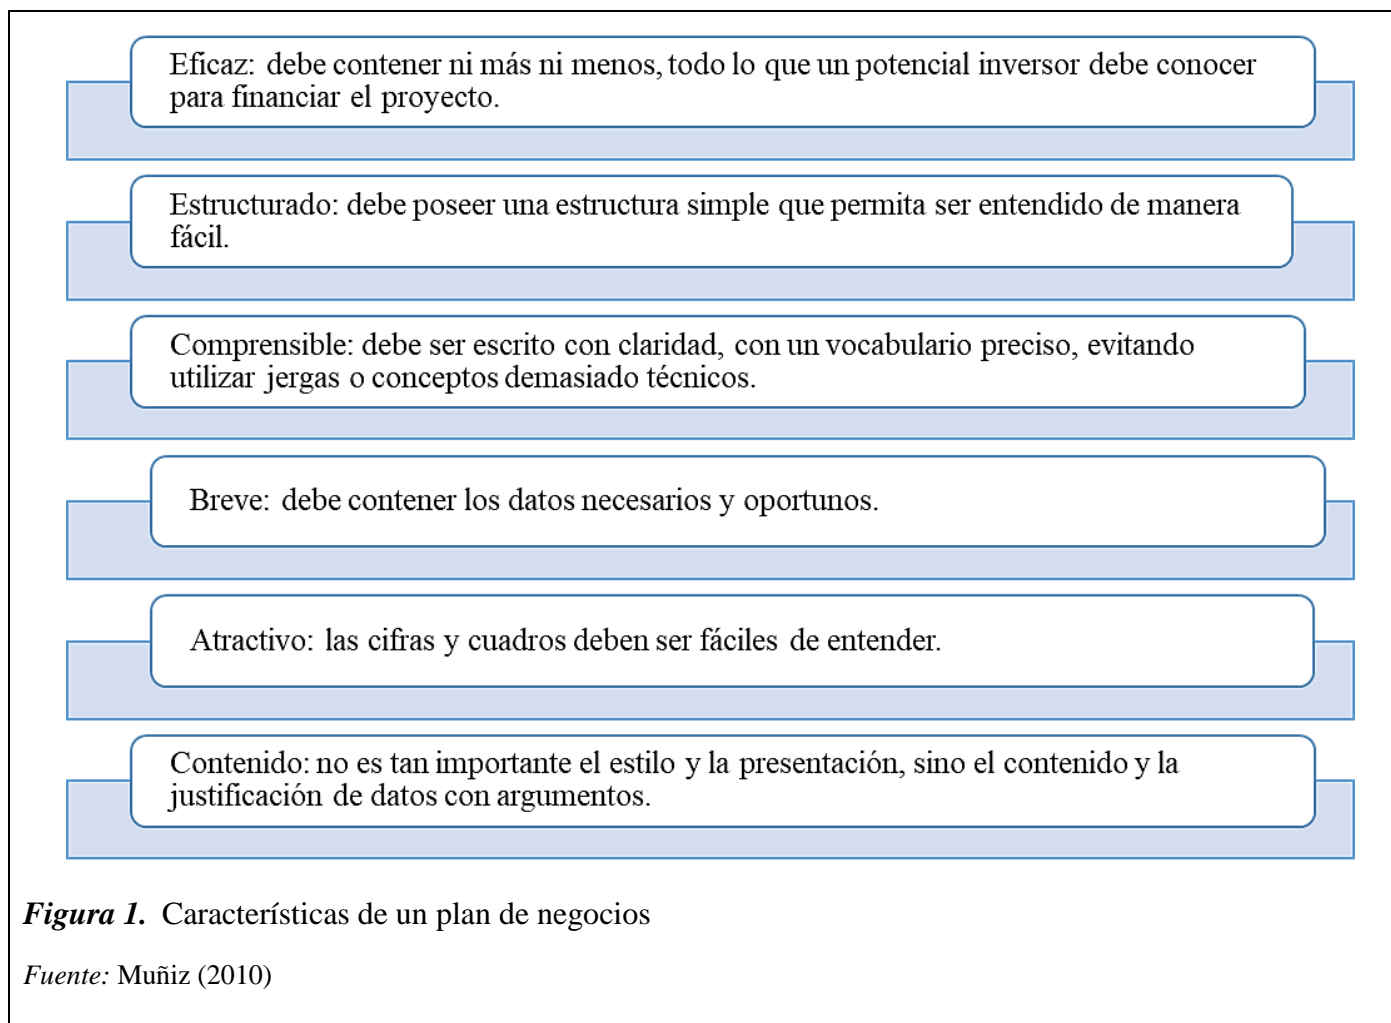 Eficaz: debe contener ni más ni menos, todo lo que un potencial inversor debe conocer
para financiar el proyecto.
Estructurado: debe poseer una estructura simple que permita ser entendido de manera
fácil.
Comprensible: debe ser escrito con claridad, con un vocabulario preciso, evitando
utilizar jergas o conceptos demasiado técnicos.
Breve: debe contener los datos necesarios y oportunos.
Atractivo: las cifras y cuadros deben ser fáciles de entender.
Contenido: no es tan importante el estilo y la presentación, sino el contenido y la
justificación de datos con argumentos.
Figura 1. Características de un plan de negocios
Fuente: Muñiz (2010)